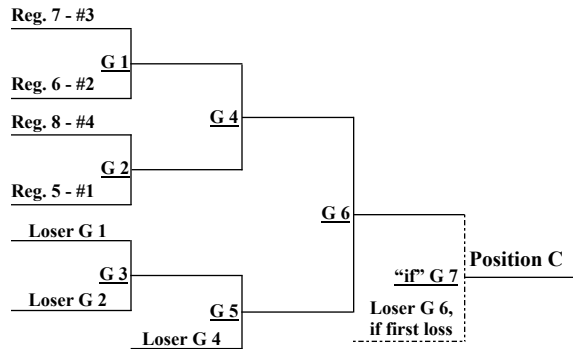 Reg. 7 - #3
G 1
Reg. 6 - #2
G 4
Reg. 8 - #4
G 2
Reg. 5 - #1
G 6
Loser G 1
Position C
G 3
“if” G 7
Loser G 2
G 5
Loser G 6,
if first loss
Loser G 4